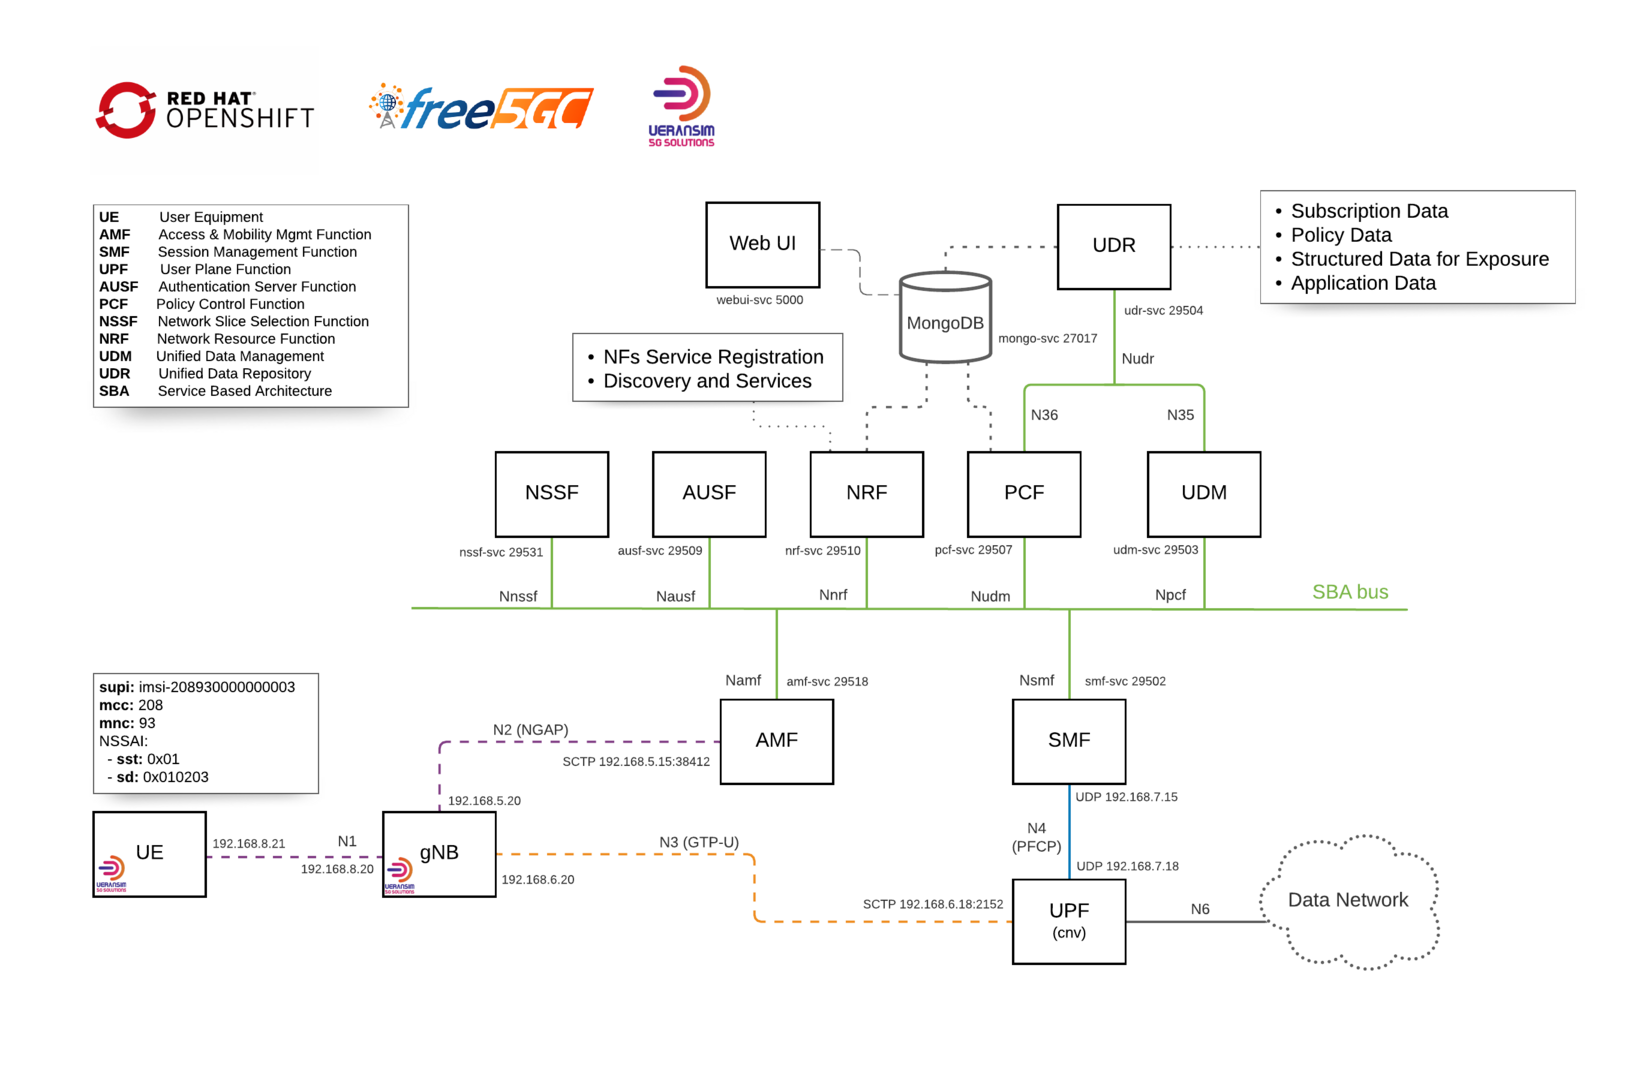 RED HAT®
OPENSHIFT
free5GC
UERANSIM
5G SOLUTIONS
UE User Equipment
AMF Access & Mobility Mgmt Function
SMF Session Management Function
UPF User Plane Function
AUSF Authentication Server Function
PCF Policy Control Function
NSSF Network Slice Selection Function
NRF Network Resource Function
UDM Unified Data Management
UDR Unified Data Repository
SBA Service Based Architecture
Web UI
webui-svc 5000
UDR
udr-svc 29504
• Subscription Data
• Policy Data
• Structured Data for Exposure
• Application Data
MongoDB
mongo-svc 27017
Nudr
• NFs Service Registration
• Discovery and Services
N36
N35
NSSF
AUSF
NRF
PCF
UDM
nssf-svc 29531
ausf-svc 29509
nrf-svc 29510
pcf-svc 29507
udm-svc 29503
Nnssf
Nausf
Nnrf
Nudm
Npcf
SBA bus
Namf
amf-svc 29518
Nsmf
smf-svc 29502
supi: imsi-208930000000003
mcc: 208
mnc: 93
NSSAI:
- sst: 0x01
- sd: 0x010203
N2 (NGAP)
SCTP 192.168.5.15:38412
AMF
SMF
192.168.5.20
UDP 192.168.7.15
UE
UERANSIM
5G SOLUTIONS
192.168.8.21
N1
192.168.8.20
gNB
UERANSIM
5G SOLUTIONS
N3 (GTP-U)
192.168.6.20
N4
(PFCP)
UDP 192.168.7.18
SCTP 192.168.6.18:2152
UPF
(cnv)
N6
Data Network